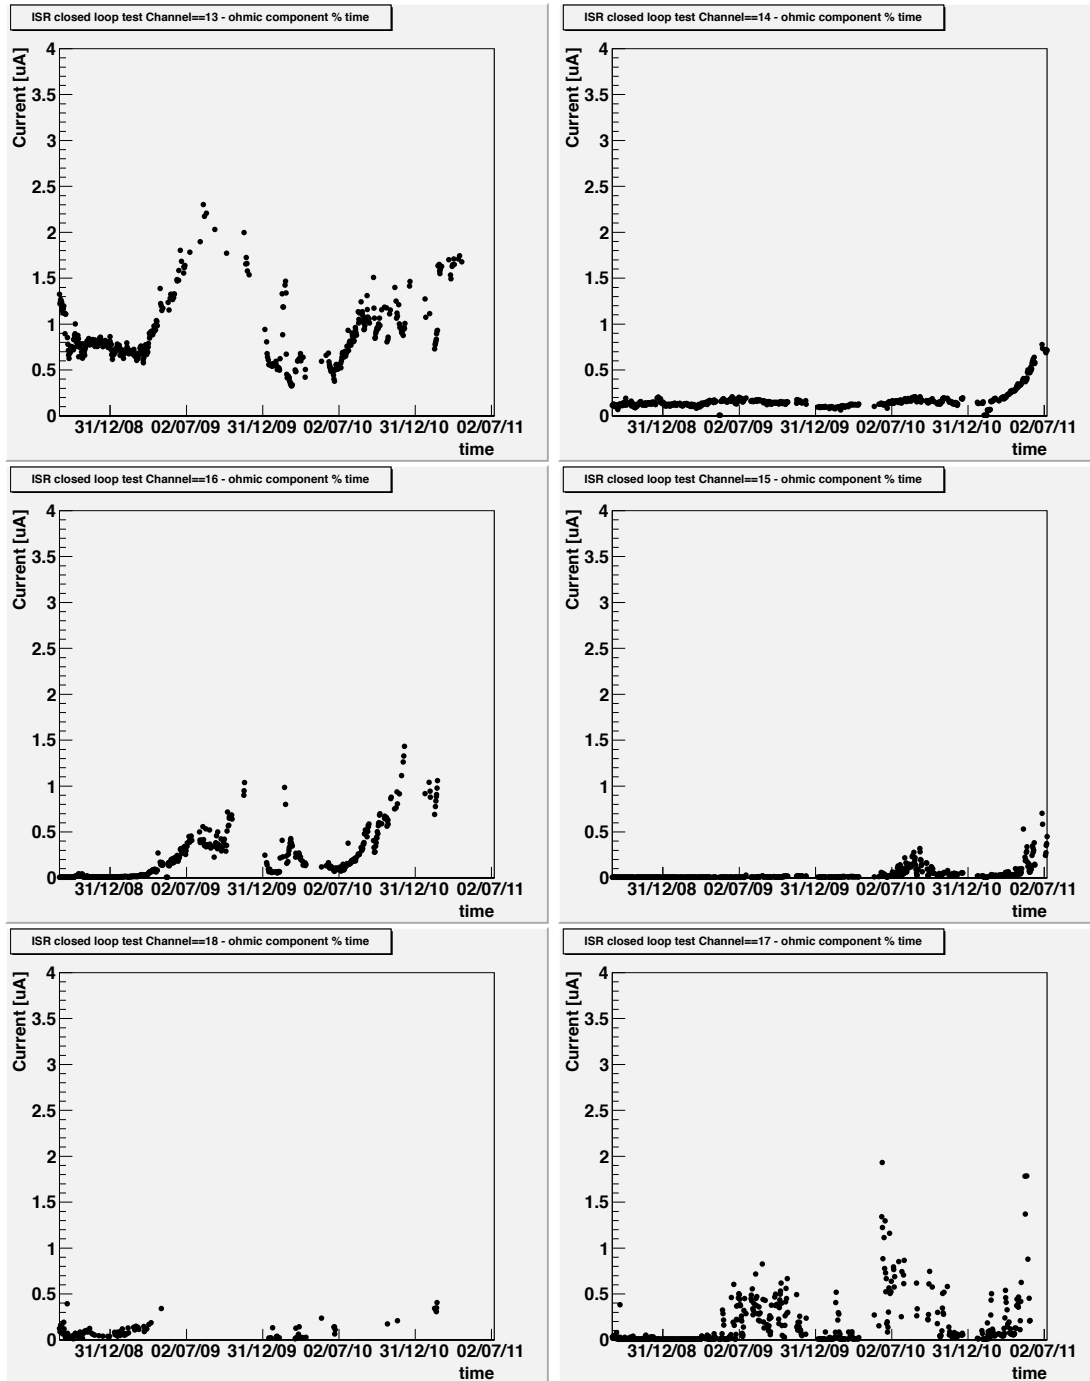 ISR closed loop test Channel==13 - ohmic component % time
Current [uA]
4
3.5
3
2.5
2
1.5
1
0.5
0
31/12/08 02/07/09 31/12/09 02/07/10 31/12/10 02/07/11
time
ISR closed loop test Channel==14 - ohmic component % time
Current [uA]
4
3.5
3
2.5
2
1.5
1
0.5
0
31/12/08 02/07/09 31/12/09 02/07/10 31/12/10 02/07/11
time
ISR closed loop test Channel==16 - ohmic component % time
Current [uA]
4
3.5
3
2.5
2
1.5
1
0.5
0
31/12/08 02/07/09 31/12/09 02/07/10 31/12/10 02/07/11
time
ISR closed loop test Channel==15 - ohmic component % time
Current [uA]
4
3.5
3
2.5
2
1.5
1
0.5
0
31/12/08 02/07/09 31/12/09 02/07/10 31/12/10 02/07/11
time
ISR closed loop test Channel==18 - ohmic component % time
Current [uA]
4
3.5
3
2.5
2
1.5
1
0.5
0
31/12/08 02/07/09 31/12/09 02/07/10 31/12/10 02/07/11
time
ISR closed loop test Channel==17 - ohmic component % time
Current [uA]
4
3.5
3
2.5
2
1.5
1
0.5
0
31/12/08 02/07/09 31/12/09 02/07/10 31/12/10 02/07/11
time